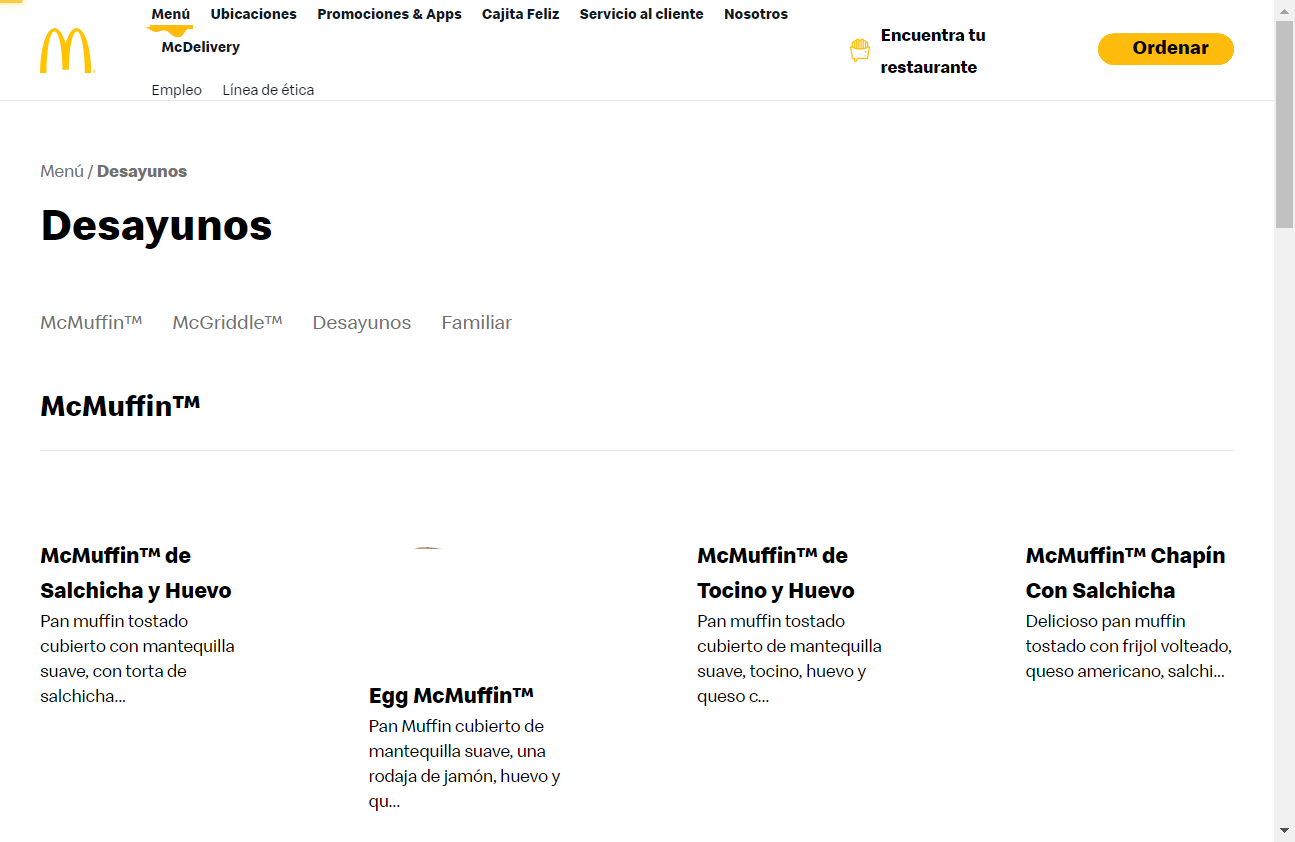 Menú Ubicaciones Promociones & Apps Cajita Feliz Servicio al cliente Nosotros
McDelivery
Empleo Línea de ética
Encuentra tu
restaurante
Ordenar
Menú / Desayunos
Desayunos
McMuffin™ McGriddle™ Desayunos Familiar
McMuffin™
McMuffin™ de
Salchicha y Huevo
Pan muffin tostado
cubierto con mantequilla
suave, con torta de
salchicha...
Egg McMuffin™
Pan Muffin cubierto de
mantequilla suave, una
rodaja de jamón, huevo y
qu...
McMuffin™ de
Tocino y Huevo
Pan muffin tostado
cubierto de mantequilla
suave, tocino, huevo y
queso c...
McMuffin™ Chapín
Con Salchicha
Delicioso pan muffin
tostado con frijol volteado,
queso americano, salchi...